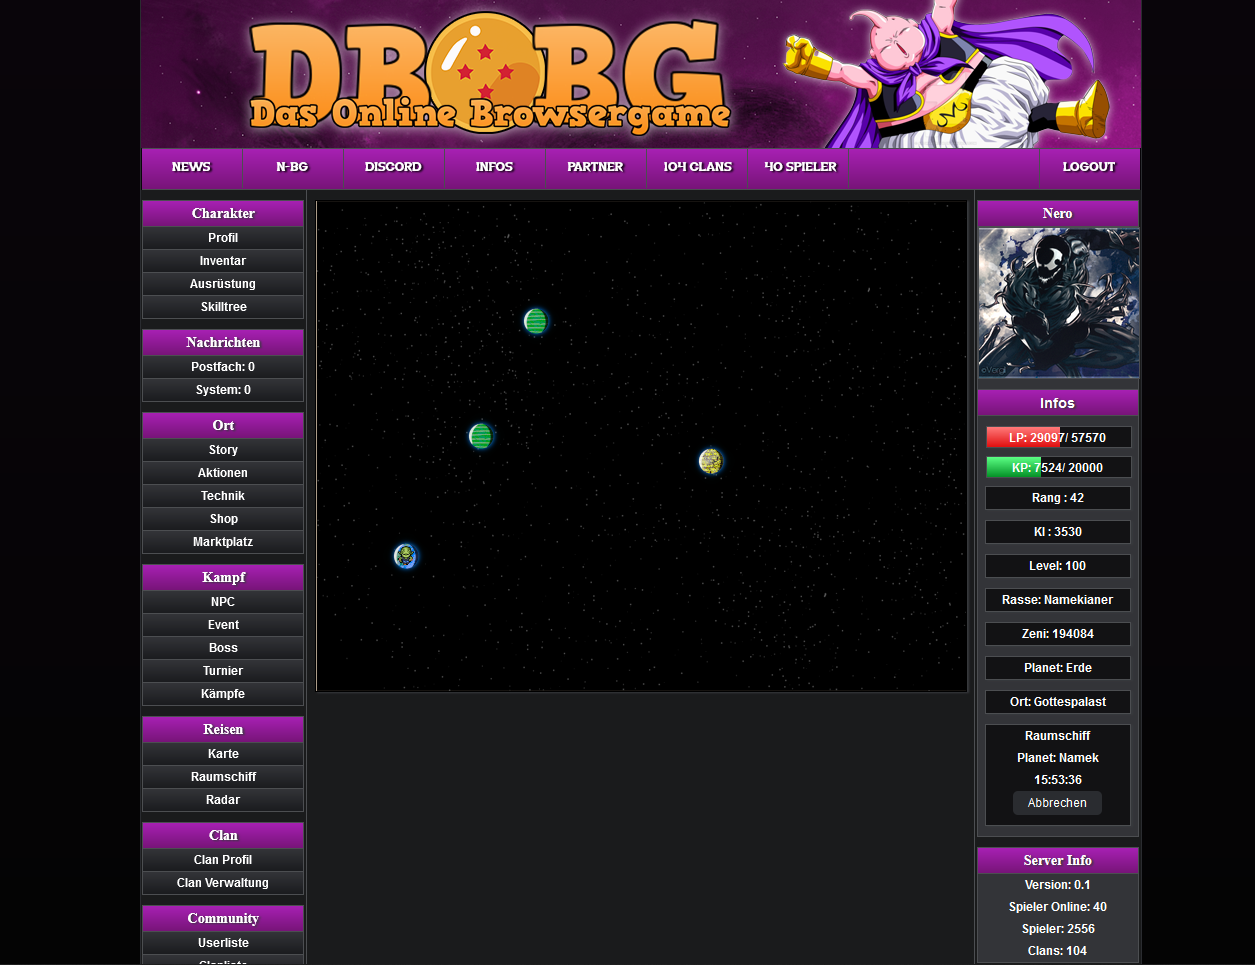 DBOBG
Das Online Browsergame
NEWS
N-BG
DISCORD
INFOS
PARTNER
104 CLANS
40 SPIELER
LOGOUT
Charakter
Profil
Inventar
Ausrüstung
Skilltree
Nachrichten
Postfach: 0
System: 0
Ort
Story
Aktionen
Technik
Shop
Marktplatz
Kampf
NPC
Event
Boss
Turnier
Kämpfe
Reisen
Karte
Raumschiff
Radar
Clan
Clan Profil
Clan Verwaltung
Community
Userliste
Clanliste
Nero
©Vergil
Infos
LP: 29097/ 57570
KP: 7524/ 20000
Rang : 42
KI : 3530
Level: 100
Rasse: Namekianer
Zeni: 194084
Planet: Erde
Ort: Gottespalast
Raumschiff
Planet: Namek
15:53:36
Abbrechen
Server Info
Version: 0.1
Spieler Online: 40
Spieler: 2556
Clans: 104